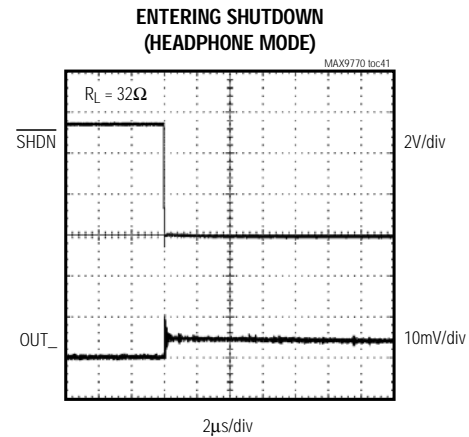 ENTERING SHUTDOWN
(HEADPHONE MODE)
MAX9770 toc41
RL = 32Ω
SHDN
2V/div
OUT_
10mV/div
2μs/div